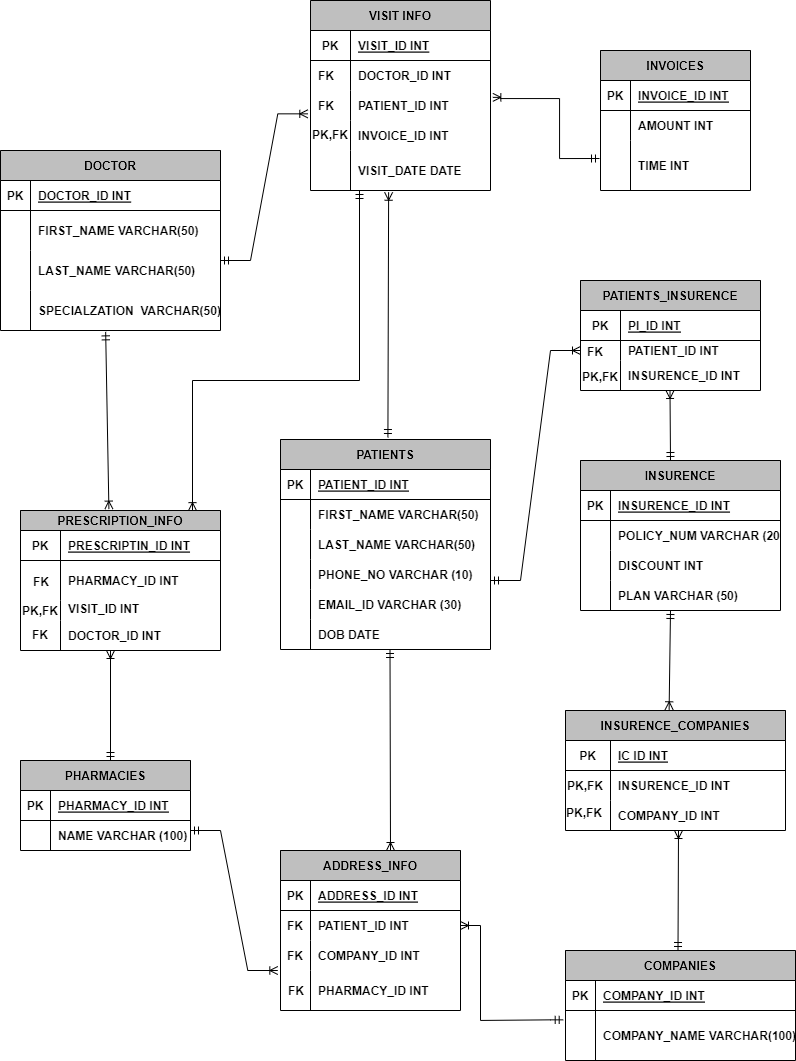 VISIT INFO
PK VISIT_ID INT
FK DOCTOR_ID INT
FK PATIENT_ID INT
PK,FK INVOICE_ID INT
VISIT_DATE DATE
INVOICES
PK INVOICE_ID INT
AMOUNT INT
TIME INT
DOCTOR
PK DOCTOR_ID INT
FIRST_NAME VARCHAR(50)
LAST_NAME VARCHAR(50)
SPECIALZATION VARCHAR(50)
PATIENTS_INSURENCE
PK PI_ID INT
FK PATIENT_ID INT
PK,FK INSURENCE_ID INT
PATIENTS
PK PATIENT_ID INT
FIRST_NAME VARCHAR(50)
LAST_NAME VARCHAR(50)
PHONE_NO VARCHAR (10)
EMAIL_ID VARCHAR (30)
DOB DATE
INSURENCE
PK INSURENCE_ID INT
POLICY_NUM VARCHAR (20
DISCOUNT INT
PLAN VARCHAR (50)
PRESCRIPTION_INFO
PK PRESCRIPTIN_ID INT
FK PHARMACY_ID INT
PK,FK VISIT_ID INT
FK DOCTOR_ID INT
INSURENCE_COMPANIES
PK IC ID INT
PK,FK INSURENCE_ID INT
PK,FK COMPANY_ID INT
PHARMACIES
PK PHARMACY_ID INT
NAME VARCHAR (100)
ADDRESS_INFO
PK ADDRESS_ID INT
FK PATIENT_ID INT
FK COMPANY_ID INT
FK PHARMACY_ID INT
COMPANIES
PK COMPANY_ID INT
COMPANY_NAME VARCHAR(100)